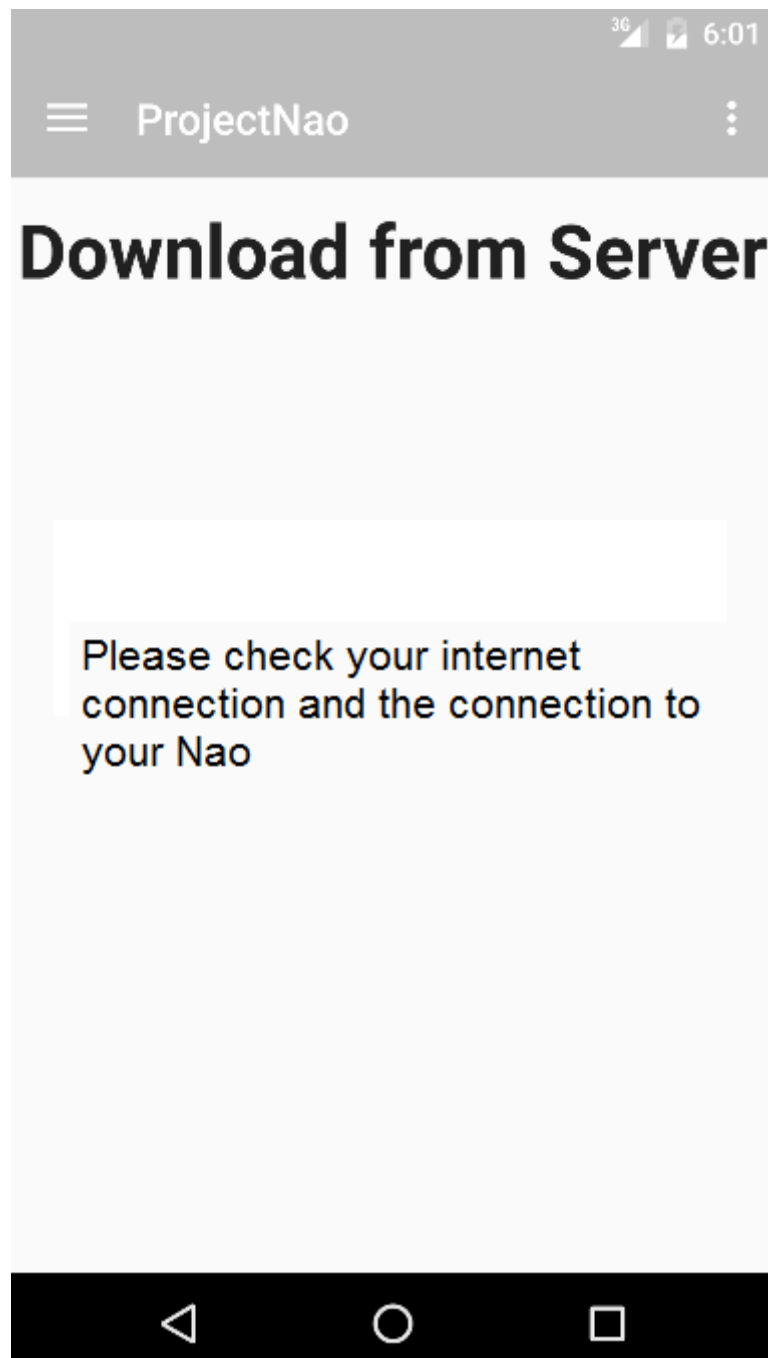 3G 6:01
ProjectNao
Download from Server
Please check your internet
connection and the connection to
your Nao